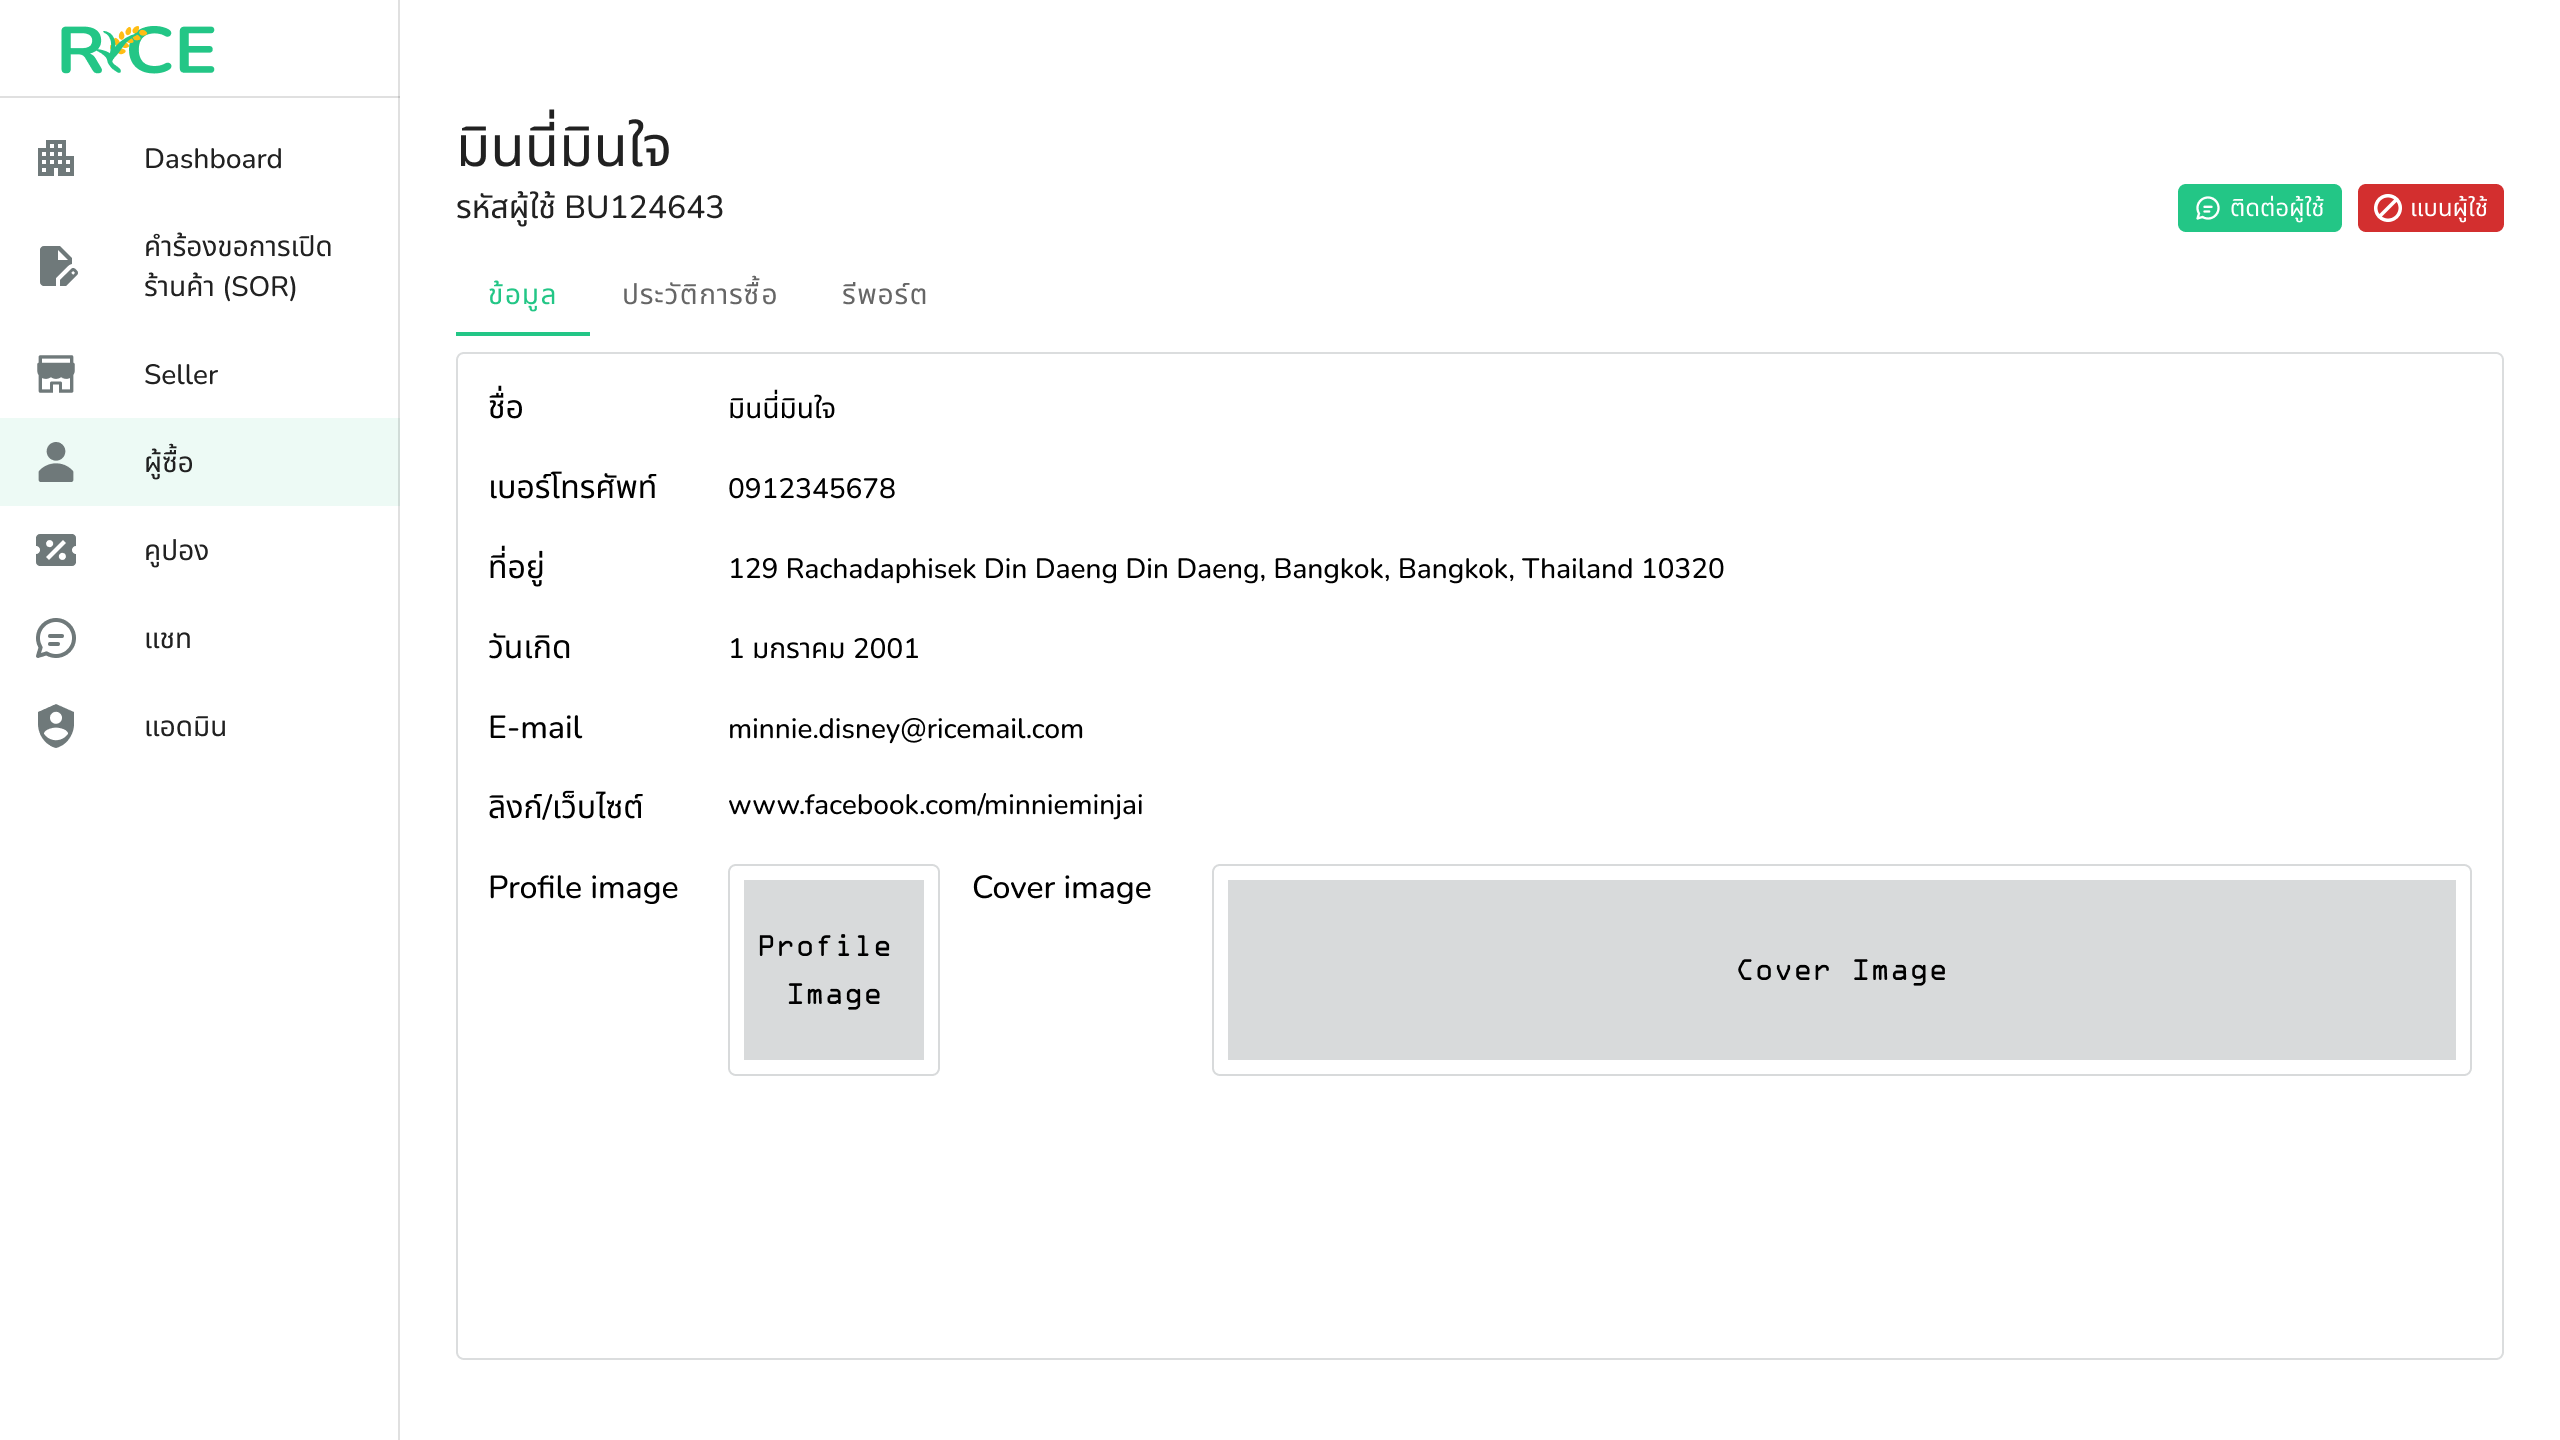 RICE
Dashboard
คำร้องขอการเปิด
ร้านค้า (SOR)
Seller
ผู้ซื้อ
คูปอง
แชท
แอดมิน
มินนี่มินใจ
รหัสผู้ใช้ BU124643
ติดต่อผู้ใช้
แบนผู้ใช้
ข้อมูล ประวัติการซื้อ รีพอร์ต
ชื่อ มินนี่มินใจ
เบอร์โทรศัพท์ 0912345678
ที่อยู่ 129 Rachadaphisek Din Daeng Din Daeng, Bangkok, Bangkok, Thailand 10320
วันเกิด 1 มกราคม 2001
E-mail minnie.disney@ricemail.com
ลิงก์/เว็บไซต์ www.facebook.com/minnieminjai
Profile image
Profile
Image
Cover image
Cover Image